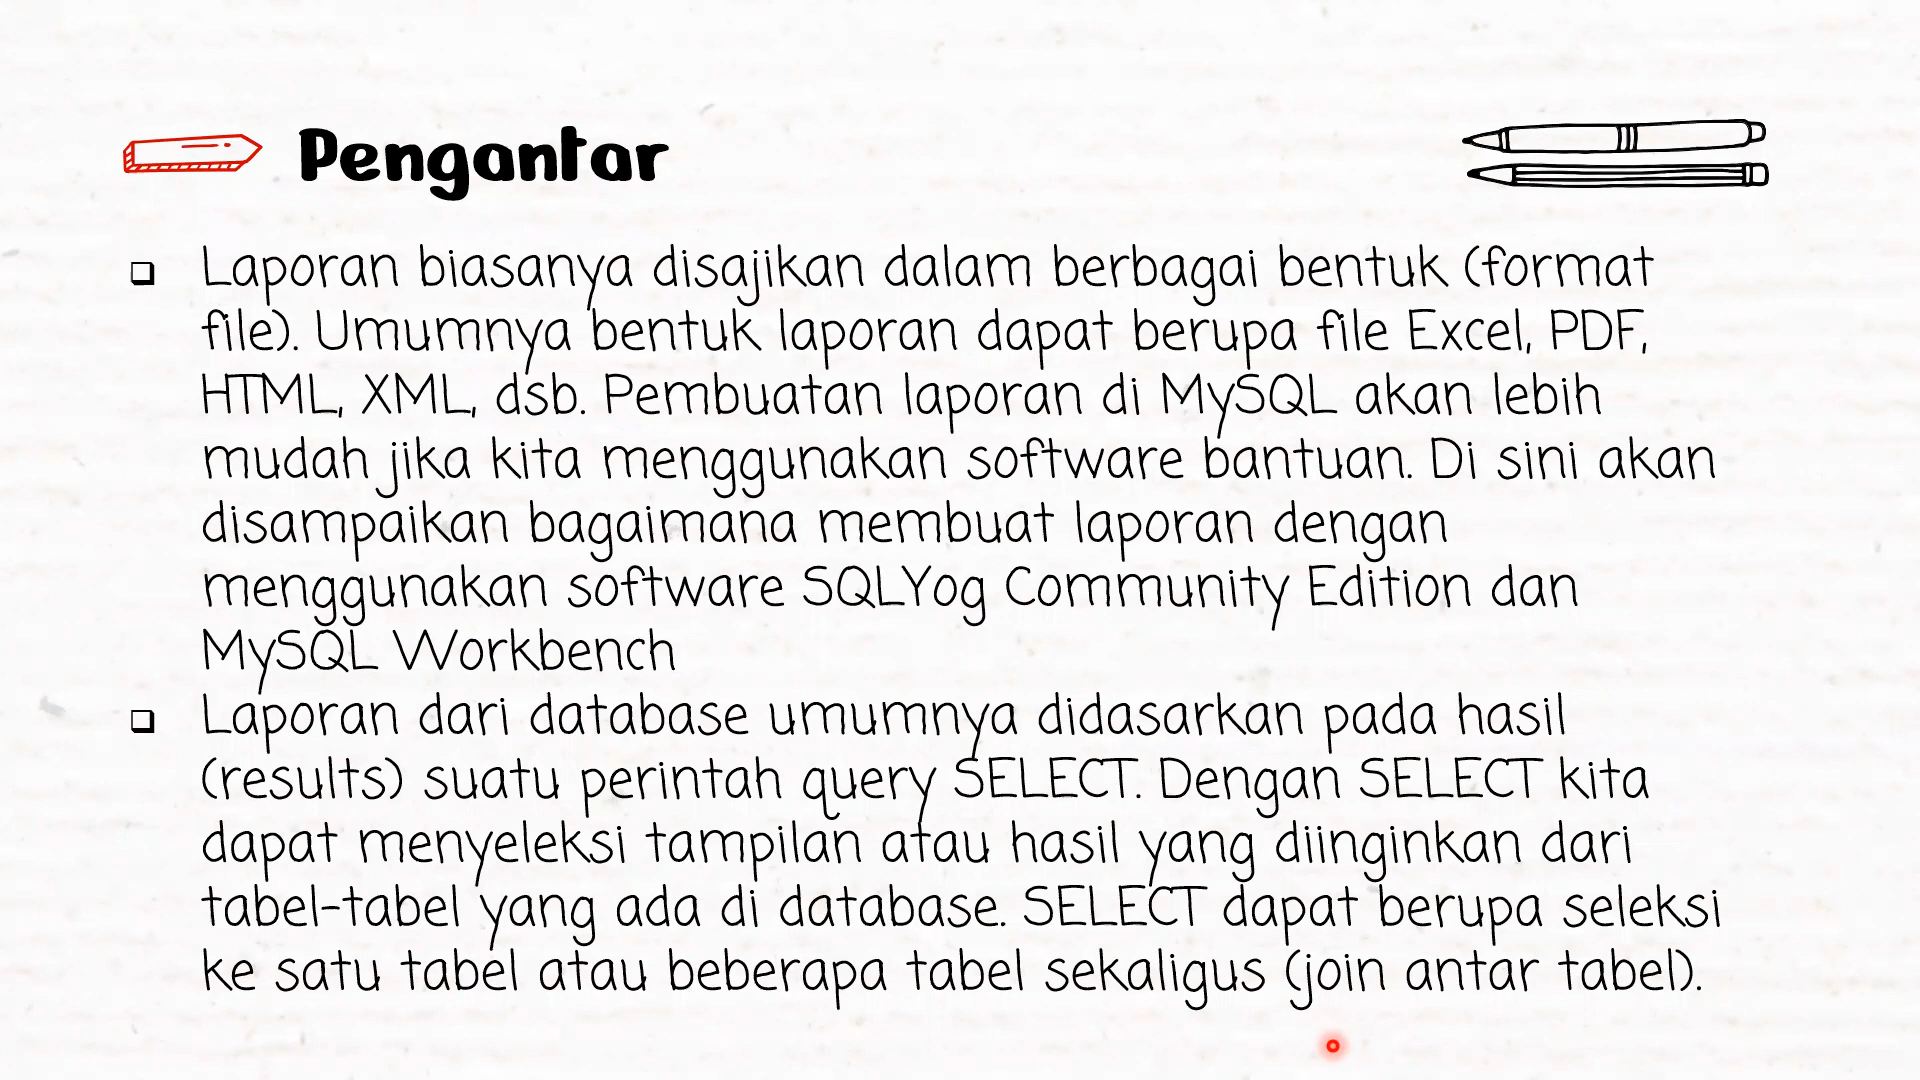 Pengantar
❑ Laporan biasanya disajikan dalam berbagai bentuk (format
file). Umumnya bentuk laporan dapat berupa file Excel, PDF,
HTML, XML, dsb. Pembuatan laporan di MySQL akan lebih
mudah jika kita menggunakan software bantuan. Di sini akan
disampaikan bagaimana membuat laporan dengan
menggunakan software SQLYog Community Edition dan
MySQL Workbench
❑ Laporan dari database umumnya didasarkan pada hasil
(results) suatu perintah query SELECT. Dengan SELECT kita
dapat menyeleksi tampilan atau hasil yang diinginkan dari
tabel-tabel yang ada di database. SELECT dapat berupa seleksi
ke satu tabel atau beberapa tabel sekaligus (join antar tabel).